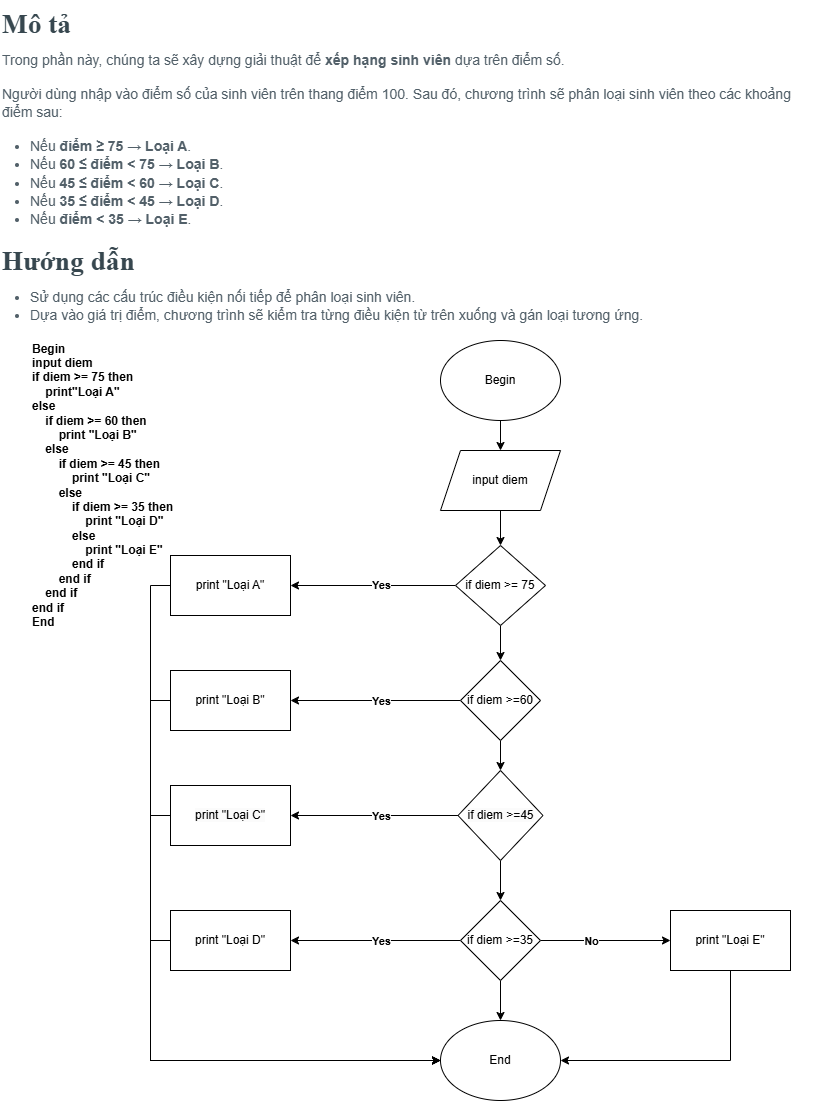 Mô tả
Trong phần này, chúng ta sẽ xây dựng giải thuật để xếp hạng sinh viên dựa trên điểm số.
Người dùng nhập vào điểm số của sinh viên trên thang điểm 100. Sau đó, chương trình sẽ phân loại sinh viên theo các khoảng
điểm sau:
• Nếu điểm ≥ 75 → Loại A.
• Nếu 60 ≤ điểm < 75 → Loại B.
• Nếu 45 ≤ điểm < 60 → Loại C.
• Nếu 35 ≤ điểm < 45 → Loại D.
• Nếu điểm < 35 → Loại E.
Hướng dẫn
• Sử dụng các cấu trúc điều kiện nối tiếp để phân loại sinh viên.
• Dựa vào giá trị điểm, chương trình sẽ kiểm tra từng điều kiện từ trên xuống và gán loại tương ứng.
Begin
input diem
if diem >= 75 then
print"Loại A"
else
if diem >= 60 then
print "Loại B"
else
if diem >= 45 then
print "Loại C"
else
if diem >= 35 then
print "Loại D"
else
print "Loại E"
end if
end if
end if
end if
End
Begin
input diem
if diem >= 75
Yes
print "Loại A"
if diem >=60
Yes
print "Loại B"
if diem >=45
Yes
print "Loại C"
if diem >=35
Yes
print "Loại D"
No
print "Loại E"
End